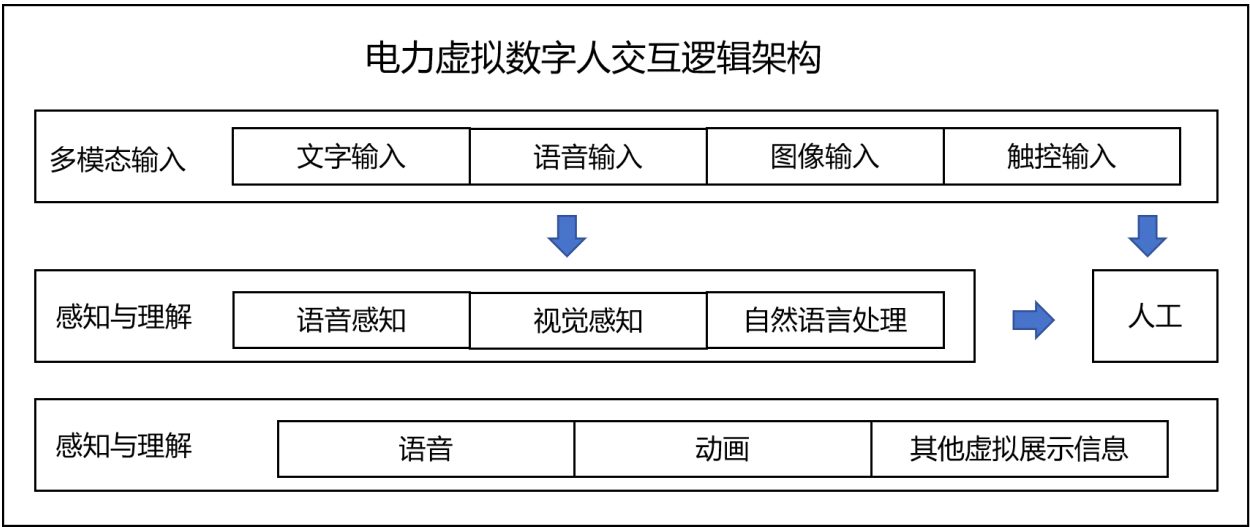 电力虚拟数字人交互逻辑架构
多模态输入 文字输入 语音输入 图像输入 触控输入
感知与理解 语音感知 视觉感知 自然语言处理 人工
感知与理解 语音 动画 其他虚拟展示信息